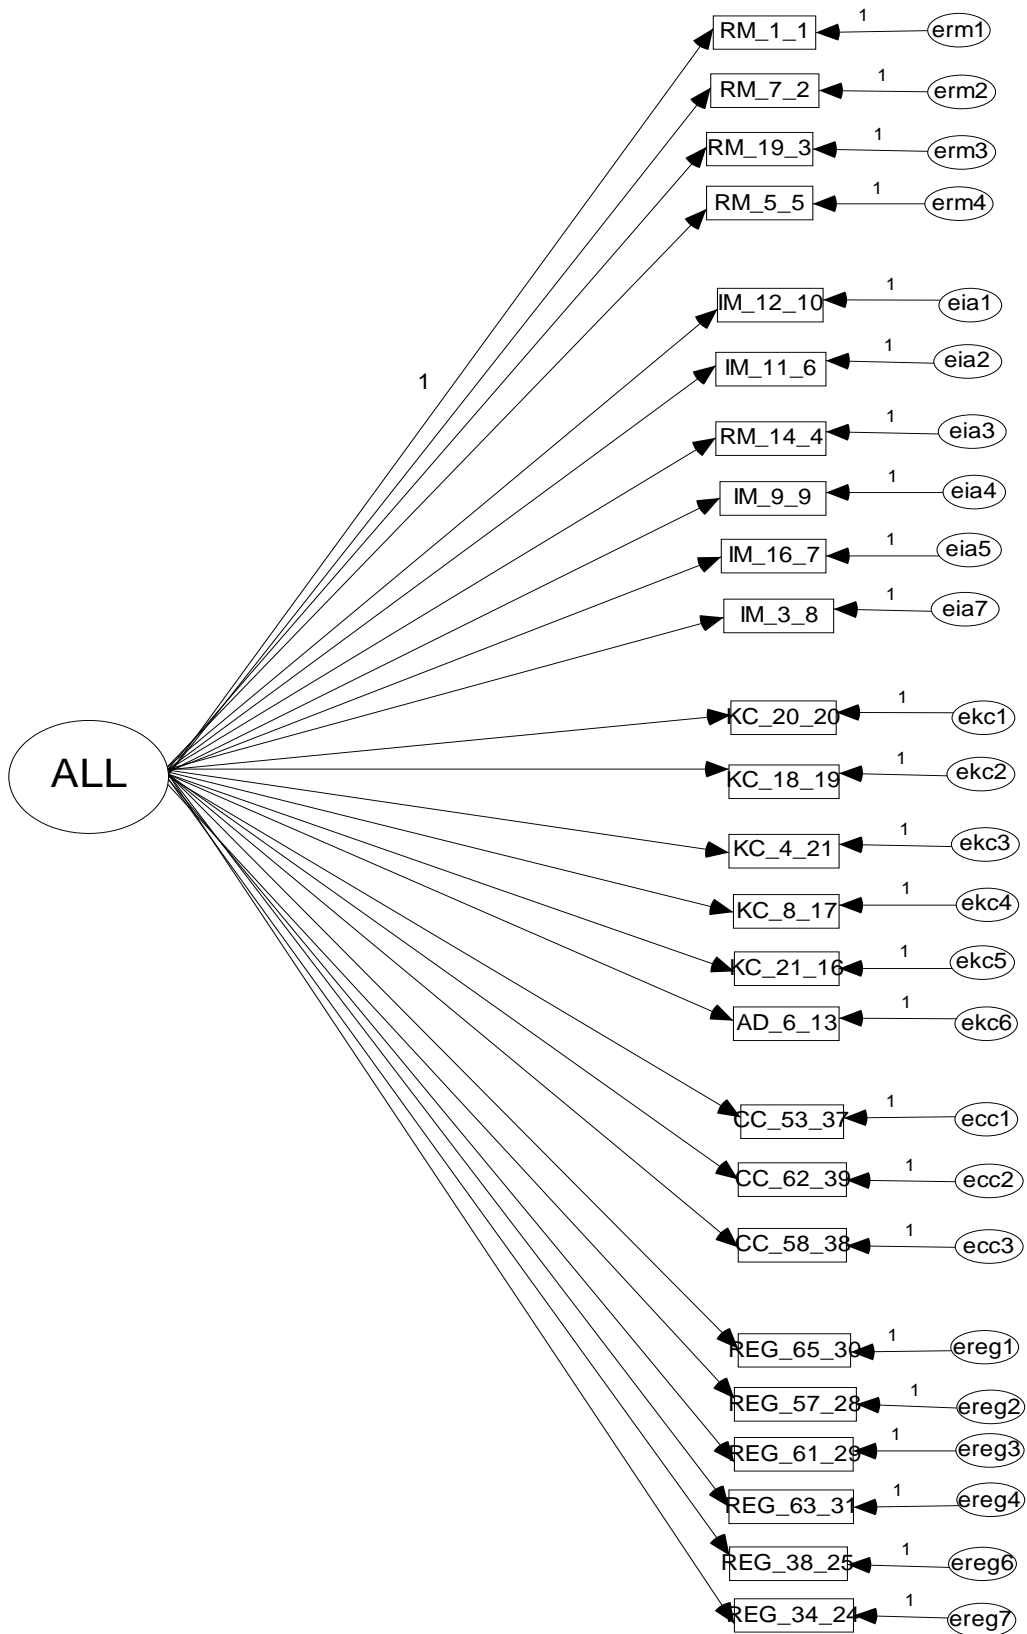 RM_1_1 1 erm1
RM_7_2 1 erm2
RM_19_3 1 erm3
RM_5_5 1 erm4
IM_12_10 1 eia1
1
IM_11_6 1 eia2
RM_14_4 1 eia3
IM_9_9 1 eia4
IM_16_7 1 eia5
IM_3_8 1 eia7
KC_20_20 1 ekc1
ALL
KC_18_19 1 ekc2
KC_4_21 1 ekc3
KC_8_17 1 ekc4
KC_21_16 1 ekc5
AD_6_13 1 ekc6
CC_53_37 1 ecc1
CC_62_39 1 ecc2
CC_58_38 1 ecc3
REG_65_30 1 ereg1
REG_57_28 1 ereg2
REG_61_29 1 ereg3
REG_63_31 1 ereg4
REG_38_25 1 ereg6
REG_34_24 1 ereg7